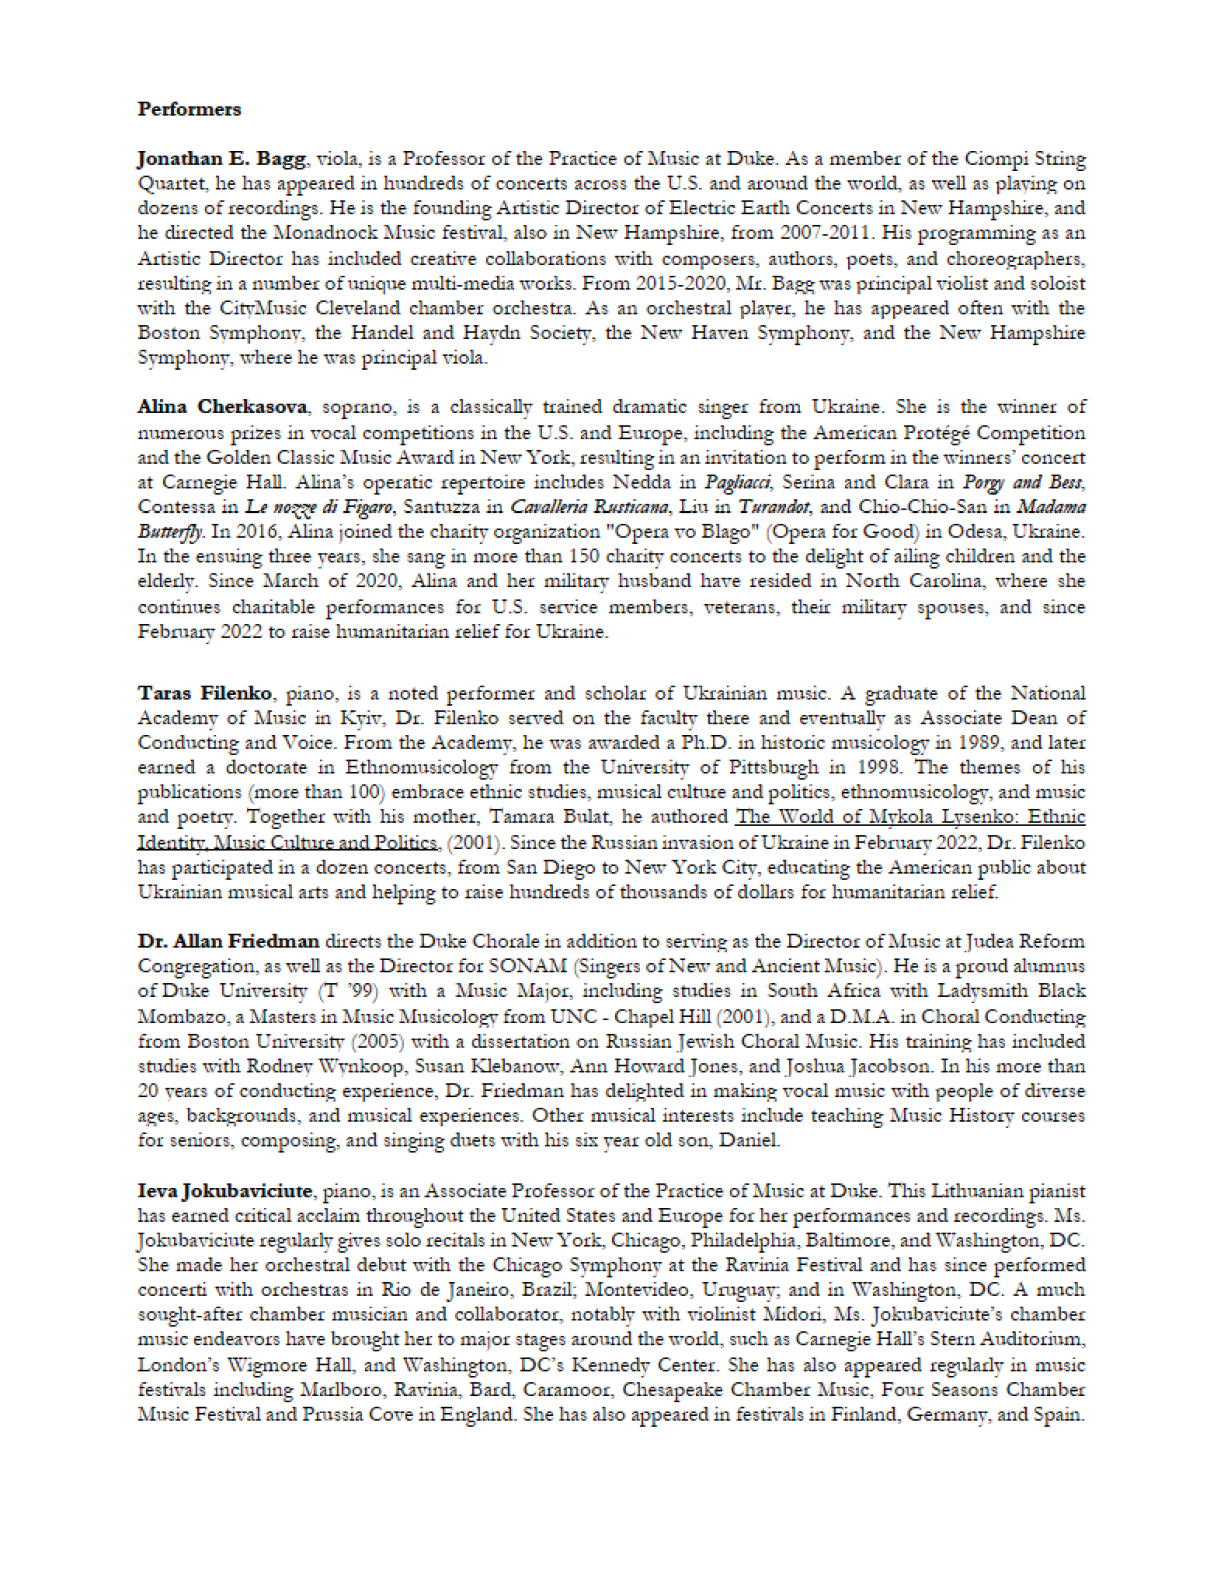 Performers
Jonathan E. Bagg, viola, is a Professor of the Practice of Music at Duke. As a member of the Ciompi String
Quartet, he has appeared in hundreds of concerts across the U.S. and around the world, as well as playing on
dozens of recordings. He is the founding Artistic Director of Electric Earth Concerts in New Hampshire, and
he directed the Monadnock Music festival, also in New Hampshire, from 2007-2011. His programming as an
Artistic Director has included creative collaborations with composers, authors, poets, and choreographers,
resulting in a number of unique multi-media works. From 2015-2020, Mr. Bagg was principal violist and soloist
with the CityMusic Cleveland chamber orchestra. As an orchestral player, he has appeared often with the
Boston Symphony, the Handel and Haydn Society, the New Haven Symphony, and the New Hampshire
Symphony, where he was principal viola.
Alina Cherkasova, soprano, is a classically trained dramatic singer from Ukraine. She is the winner of
numerous prizes in vocal competitions in the U.S. and Europe, including the American Protégé Competition
and the Golden Classic Music Award in New York, resulting in an invitation to perform in the winners’ concert
at Carnegie Hall. Alina’s operatic repertoire includes Nedda in Pagliacci, Serina and Clara in Porgy and Bess,
Contessa in Le nozze di Figaro, Santuzza in Cavalleria Rusticana, Liu in Turandot, and Chio-Chio-San in Madama
Butterfly. In 2016, Alina joined the charity organization "Opera vo Blago" (Opera for Good) in Odesa, Ukraine.
In the ensuing three years, she sang in more than 150 charity concerts to the delight of ailing children and the
elderly. Since March of 2020, Alina and her military husband have resided in North Carolina, where she
continues charitable performances for U.S. service members, veterans, their military spouses, and since
February 2022 to raise humanitarian relief for Ukraine.
Taras Filenko, piano, is a noted performer and scholar of Ukrainian music. A graduate of the National
Academy of Music in Kyiv, Dr. Filenko served on the faculty there and eventually as Associate Dean of
Conducting and Voice. From the Academy, he was awarded a Ph.D. in historic musicology in 1989, and later
earned a doctorate in Ethnomusicology from the University of Pittsburgh in 1998. The themes of his
publications (more than 100) embrace ethnic studies, musical culture and politics, ethnomusicology, and music
and poetry. Together with his mother, Tamara Bulat, he authored The World of Mykola Lysenko: Ethnic
Identity, Music Culture and Politics, (2001). Since the Russian invasion of Ukraine in February 2022, Dr. Filenko
has participated in a dozen concerts, from San Diego to New York City, educating the American public about
Ukrainian musical arts and helping to raise hundreds of thousands of dollars for humanitarian relief.
Dr. Allan Friedman directs the Duke Chorale in addition to serving as the Director of Music at Judea Reform
Congregation, as well as the Director for SONAM (Singers of New and Ancient Music). He is a proud alumnus
of Duke University (T ’99) with a Music Major, including studies in South Africa with Ladysmith Black
Mombazo, a Masters in Music Musicology from UNC - Chapel Hill (2001), and a D.M.A. in Choral Conducting
from Boston University (2005) with a dissertation on Russian Jewish Choral Music. His training has included
studies with Rodney Wynkoop, Susan Klebanow, Ann Howard Jones, and Joshua Jacobson. In his more than
20 years of conducting experience, Dr. Friedman has delighted in making vocal music with people of diverse
ages, backgrounds, and musical experiences. Other musical interests include teaching Music History courses
for seniors, composing, and singing duets with his six year old son, Daniel.
Ieva Jokubaviciute, piano, is an Associate Professor of the Practice of Music at Duke. This Lithuanian pianist
has earned critical acclaim throughout the United States and Europe for her performances and recordings. Ms.
Jokubaviciute regularly gives solo recitals in New York, Chicago, Philadelphia, Baltimore, and Washington, DC.
She made her orchestral debut with the Chicago Symphony at the Ravinia Festival and has since performed
concerti with orchestras in Rio de Janeiro, Brazil; Montevideo, Uruguay; and in Washington, DC. A much
sought-after chamber musician and collaborator, notably with violinist Midori, Ms. Jokubaviciute’s chamber
music endeavors have brought her to major stages around the world, such as Carnegie Hall’s Stern Auditorium,
London’s Wigmore Hall, and Washington, DC’s Kennedy Center. She has also appeared regularly in music
festivals including Marlboro, Ravinia, Bard, Caramoor, Chesapeake Chamber Music, Four Seasons Chamber
Music Festival and Prussia Cove in England. She has also appeared in festivals in Finland, Germany, and Spain.